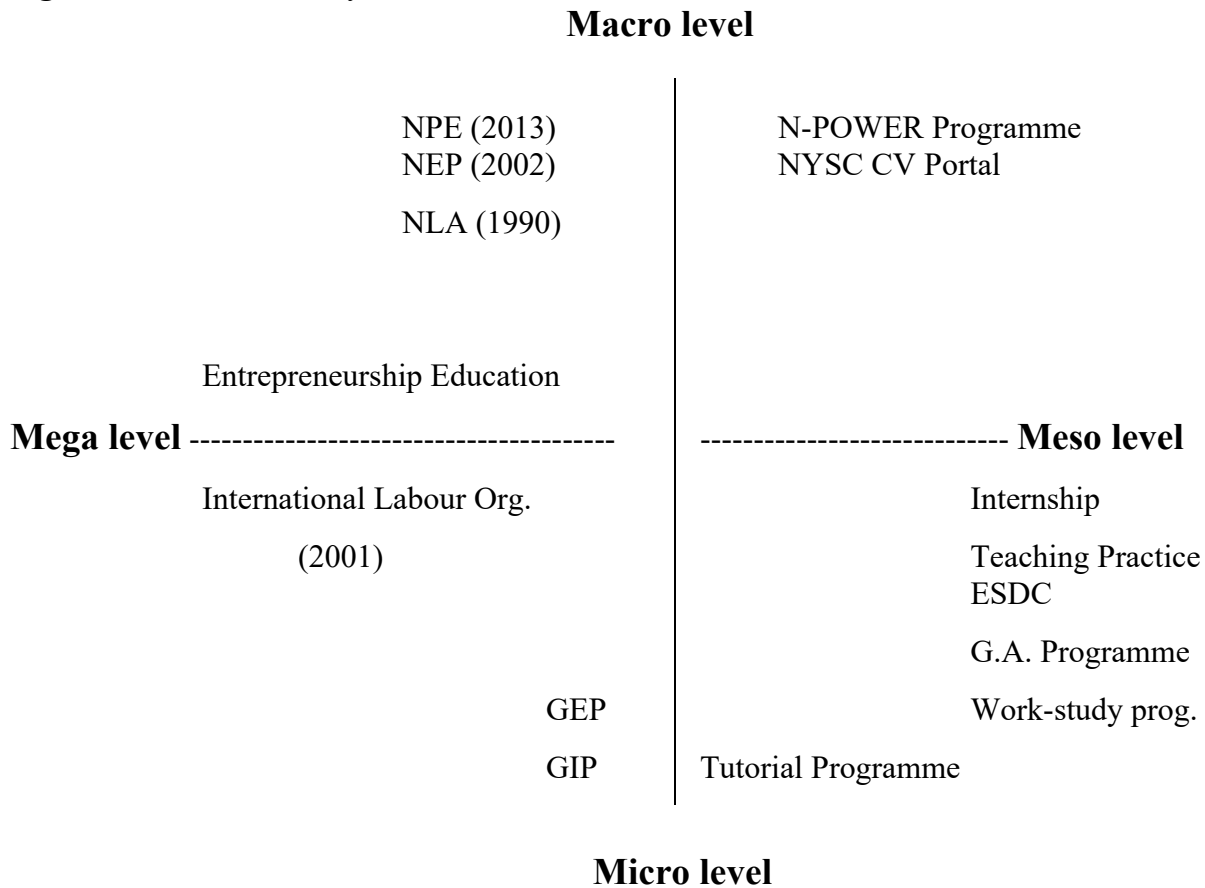 Macro level
NPE (2013) N-POWER Programme
NEP (2002) NYSC CV Portal
NLA (1990)
Entrepreneurship Education
Mega level ---------------------------------------- ----------------------------- Meso level
International Labour Org. Internship
(2001) Teaching Practice
ESDC
G.A. Programme
GEP Work-study prog.
GIP Tutorial Programme
Micro level